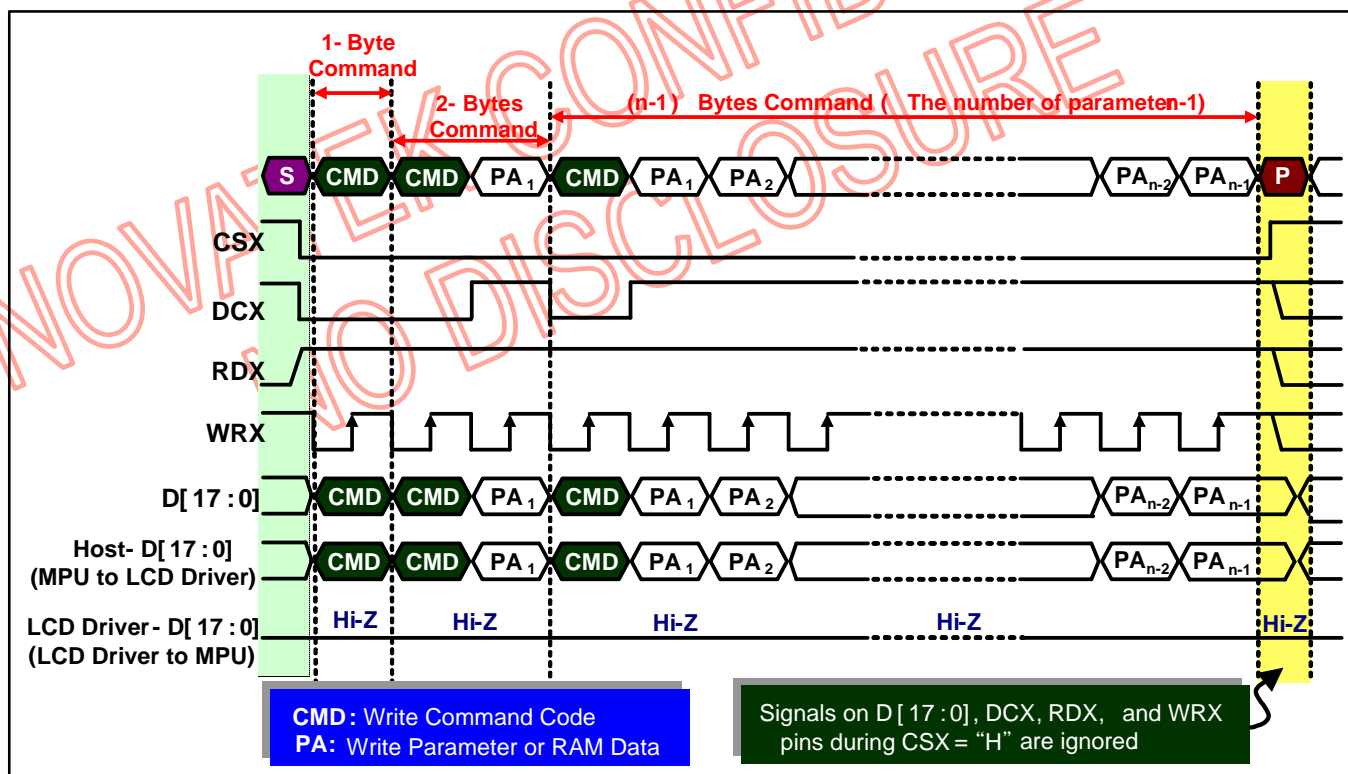 NOVATEK CONFID
NO DISCLOSURE
1- Byte
Command
2- Bytes
Command
(n-1) Bytes Command ( The number of parameter n-1)
S CMD CMD PA1 CMD PA1 PA2 PAn-2 PAn-1 P
CSX
DCX
RDX
WRX
D[17:0] CMD CMD PA1 CMD PA1 PA2 PAn-2 PAn-1
Host- D[17:0]
(MPU to LCD Driver)
CMD CMD PA1 CMD PA1 PA2 PAn-2 PAn-1
LCD Driver- D[17:0]
(LCD Driver to MPU)
Hi-Z Hi-Z Hi-Z Hi-Z Hi-Z
CMD: Write Command Code
PA: Write Parameter or RAM Data
Signals on D[17:0], DCX, RDX, and WRX
pins during CSX = “H” are ignored